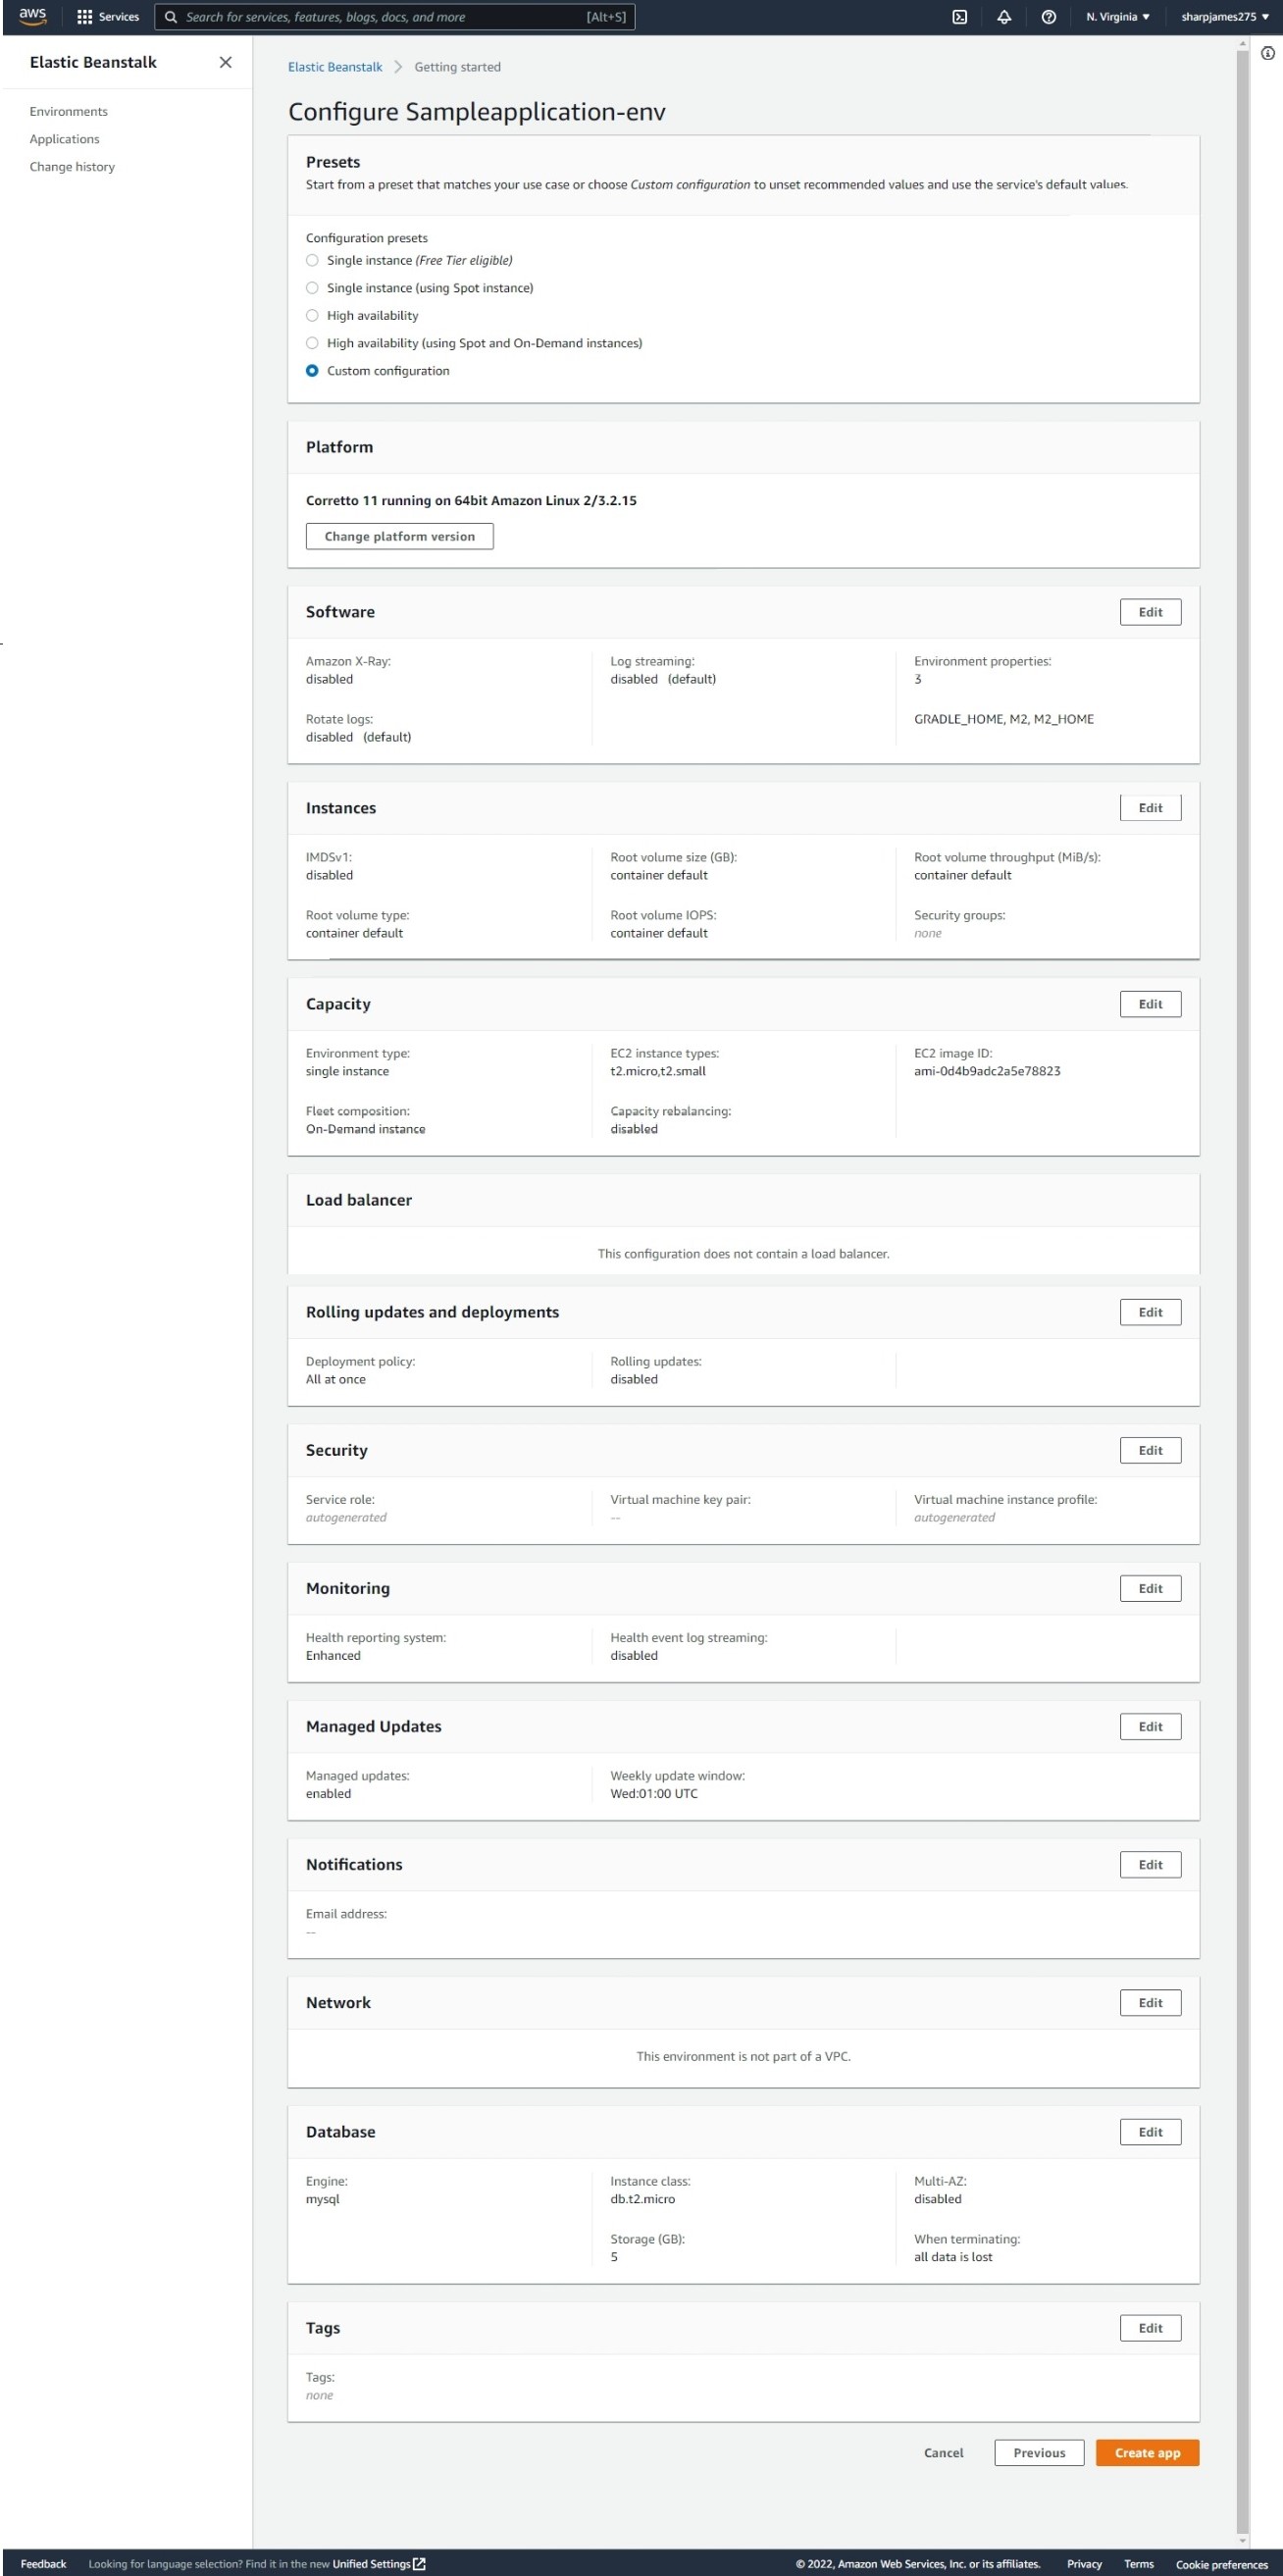 aws
Services
Search for services, features, blogs, docs, and more
[Alt+S]
N. Virginia ▼
sharpjames275 ▼
Elastic Beanstalk
Environments
Applications
Change history
Elastic Beanstalk > Getting started
Configure Sampleapplication-env
Presets
Start from a preset that matches your use case or choose Custom configuration to unset recommended values and use the service's default values.
Configuration presets
Single instance (Free Tier eligible)
Single instance (using Spot instance)
High availability
High availability (using Spot and On-Demand instances)
Custom configuration
Platform
Corretto 11 running on 64bit Amazon Linux 2/3.2.15
Change platform version
Software
Edit
Amazon X-Ray:
disabled
Rotate logs:
disabled (default)
Log streaming:
disabled (default)
Environment properties:
3
GRADLE_HOME, M2, M2_HOME
Instances
Edit
IMDSv1:
disabled
Root volume type:
container default
Root volume size (GB):
container default
Root volume IOPS:
container default
Root volume throughput (MiB/s):
container default
Security groups:
none
Capacity
Edit
Environment type:
single instance
Fleet composition:
On-Demand instance
EC2 instance types:
t2.micro,t2.small
Capacity rebalancing:
disabled
EC2 image ID:
ami-0d4b9adc2a5e78823
Load balancer
This configuration does not contain a load balancer.
Rolling updates and deployments
Edit
Deployment policy:
All at once
Rolling updates:
disabled
Security
Edit
Service role:
autogenerated
Virtual machine key pair:
--
Virtual machine instance profile:
autogenerated
Monitoring
Edit
Health reporting system:
Enhanced
Health event log streaming:
disabled
Managed Updates
Edit
Managed updates:
enabled
Weekly update window:
Wed:01:00 UTC
Notifications
Edit
Email address:
--
Network
Edit
This environment is not part of a VPC.
Database
Edit
Engine:
mysql
Instance class:
db.t2.micro
Storage (GB):
5
Multi-AZ:
disabled
When terminating:
all data is lost
Tags
Edit
Tags:
none
Cancel
Previous
Create app
Feedback
Looking for language selection? Find it in the new Unified Settings
© 2022, Amazon Web Services, Inc. or its affiliates.
Privacy
Terms
Cookie preferences